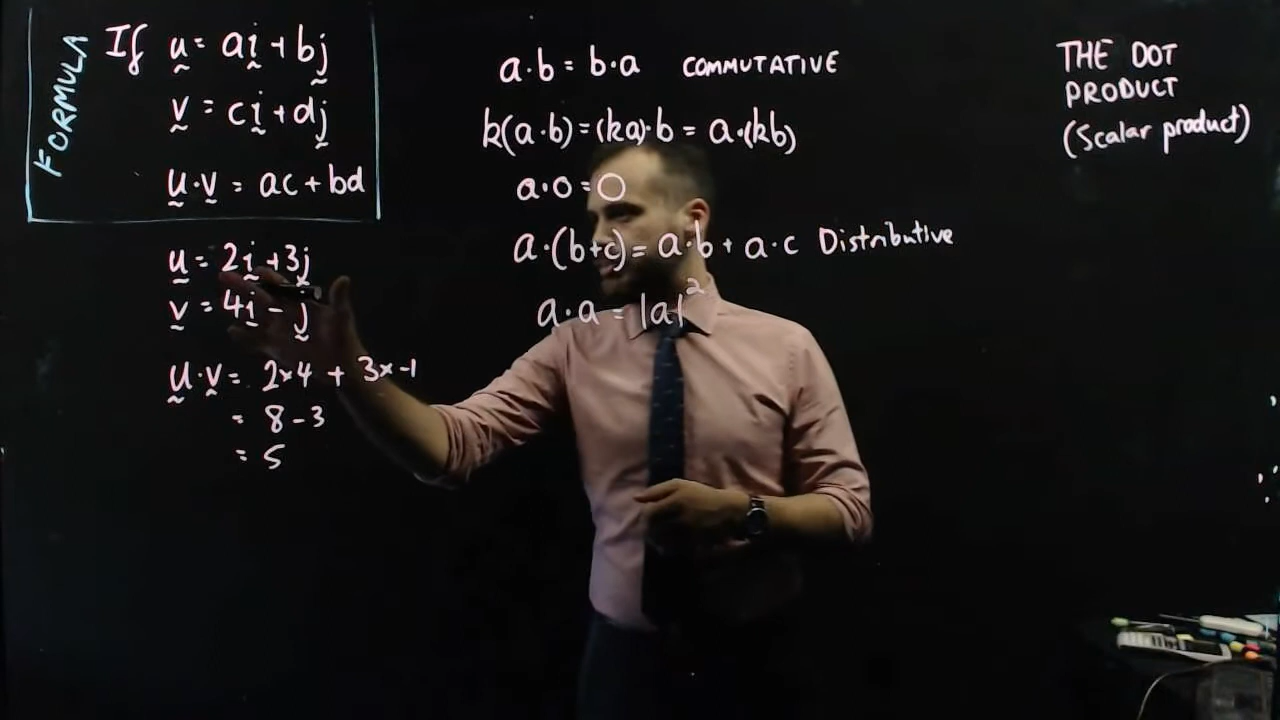 FORMULA
If u = ai + bj
v = ci + dj
u·v = ac + bd
u = 2i + 3j
v = 4i - j
u·v = 2×4 + 3×-1
= 8 - 3
= 5
a·b = b·a COMMUTATIVE
k(a·b) = (ka)·b = a·(kb)
a·0 = 0
a·(b+c) = a·b + a·c Distributive
a·a = |a|²
THE DOT
PRODUCT
(Scalar product)